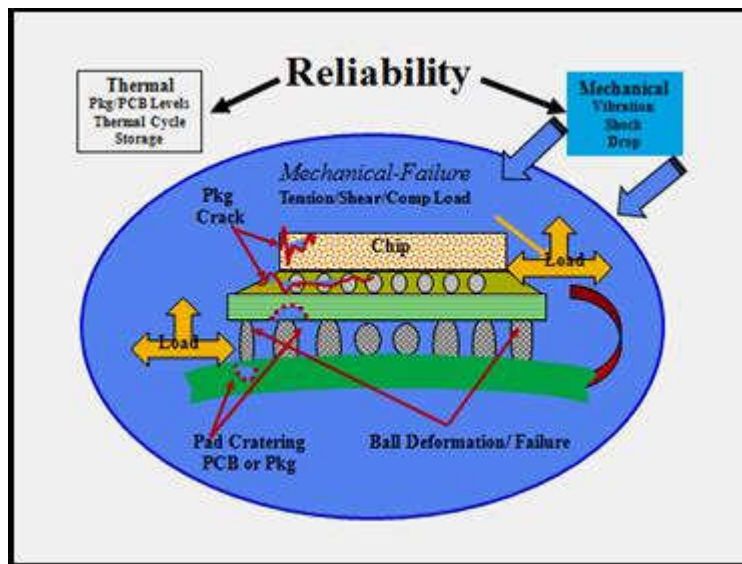 Reliability
Thermal
Pkg/PCB Levels
Thermal Cycle
Storage
Mechanical
Vibration
Shock
Drop
Mechanical-Failure
Tension/Shear/Comp Load
Pkg
Crack
Chip
Load
Load
Pad Cratering
PCB or Pkg
Ball Deformation/ Failure